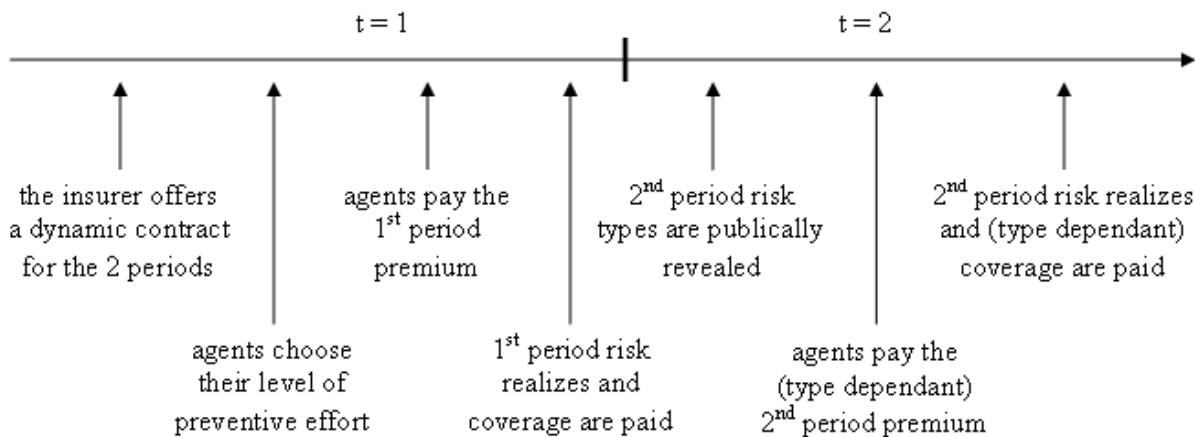 t = 1
t = 2
the insurer offers
a dynamic contract
for the 2 periods
agents choose
their level of
preventive effort
agents pay the
1st period
premium
1st period risk
realizes and
coverage are paid
2nd period risk
types are publically
revealed
agents pay the
(type dependant)
2nd period premium
2nd period risk realizes
and (type dependant)
coverage are paid